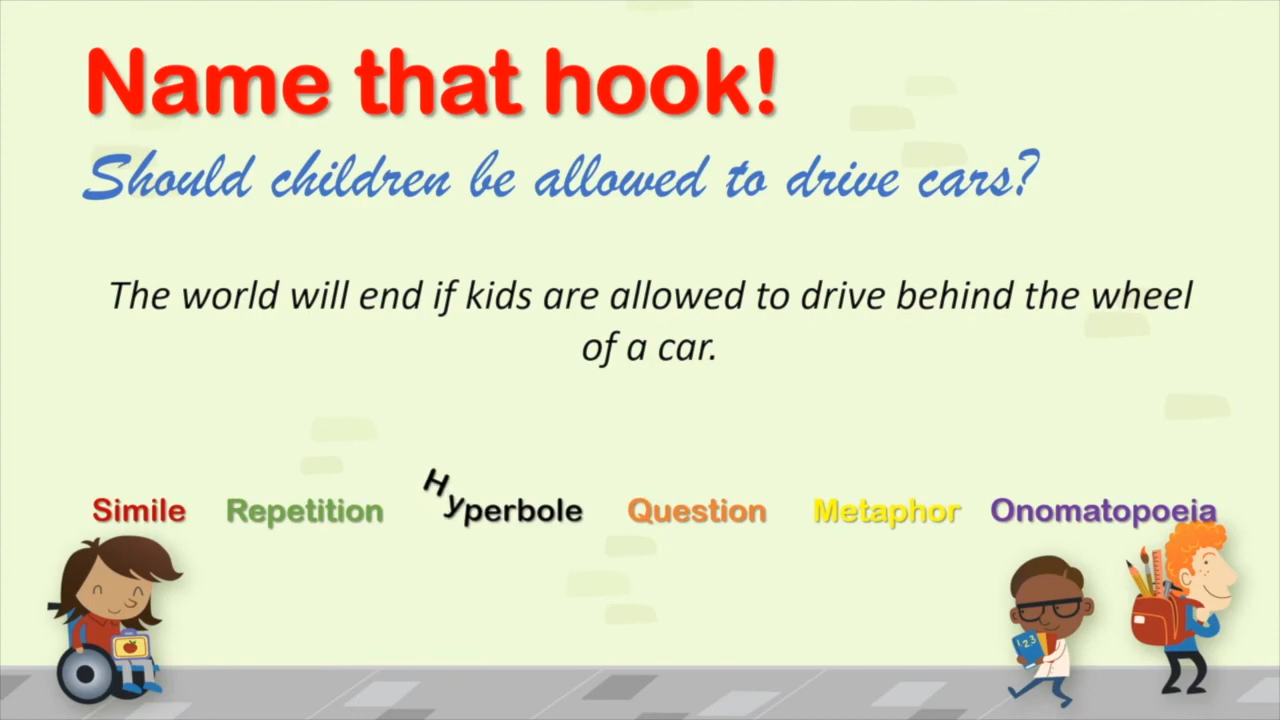 Name that hook!
Should children be allowed to drive cars?
The world will end if kids are allowed to drive behind the wheel
of a car.
Simile Repetition Hyperbole Question Metaphor Onomatopoeia
123